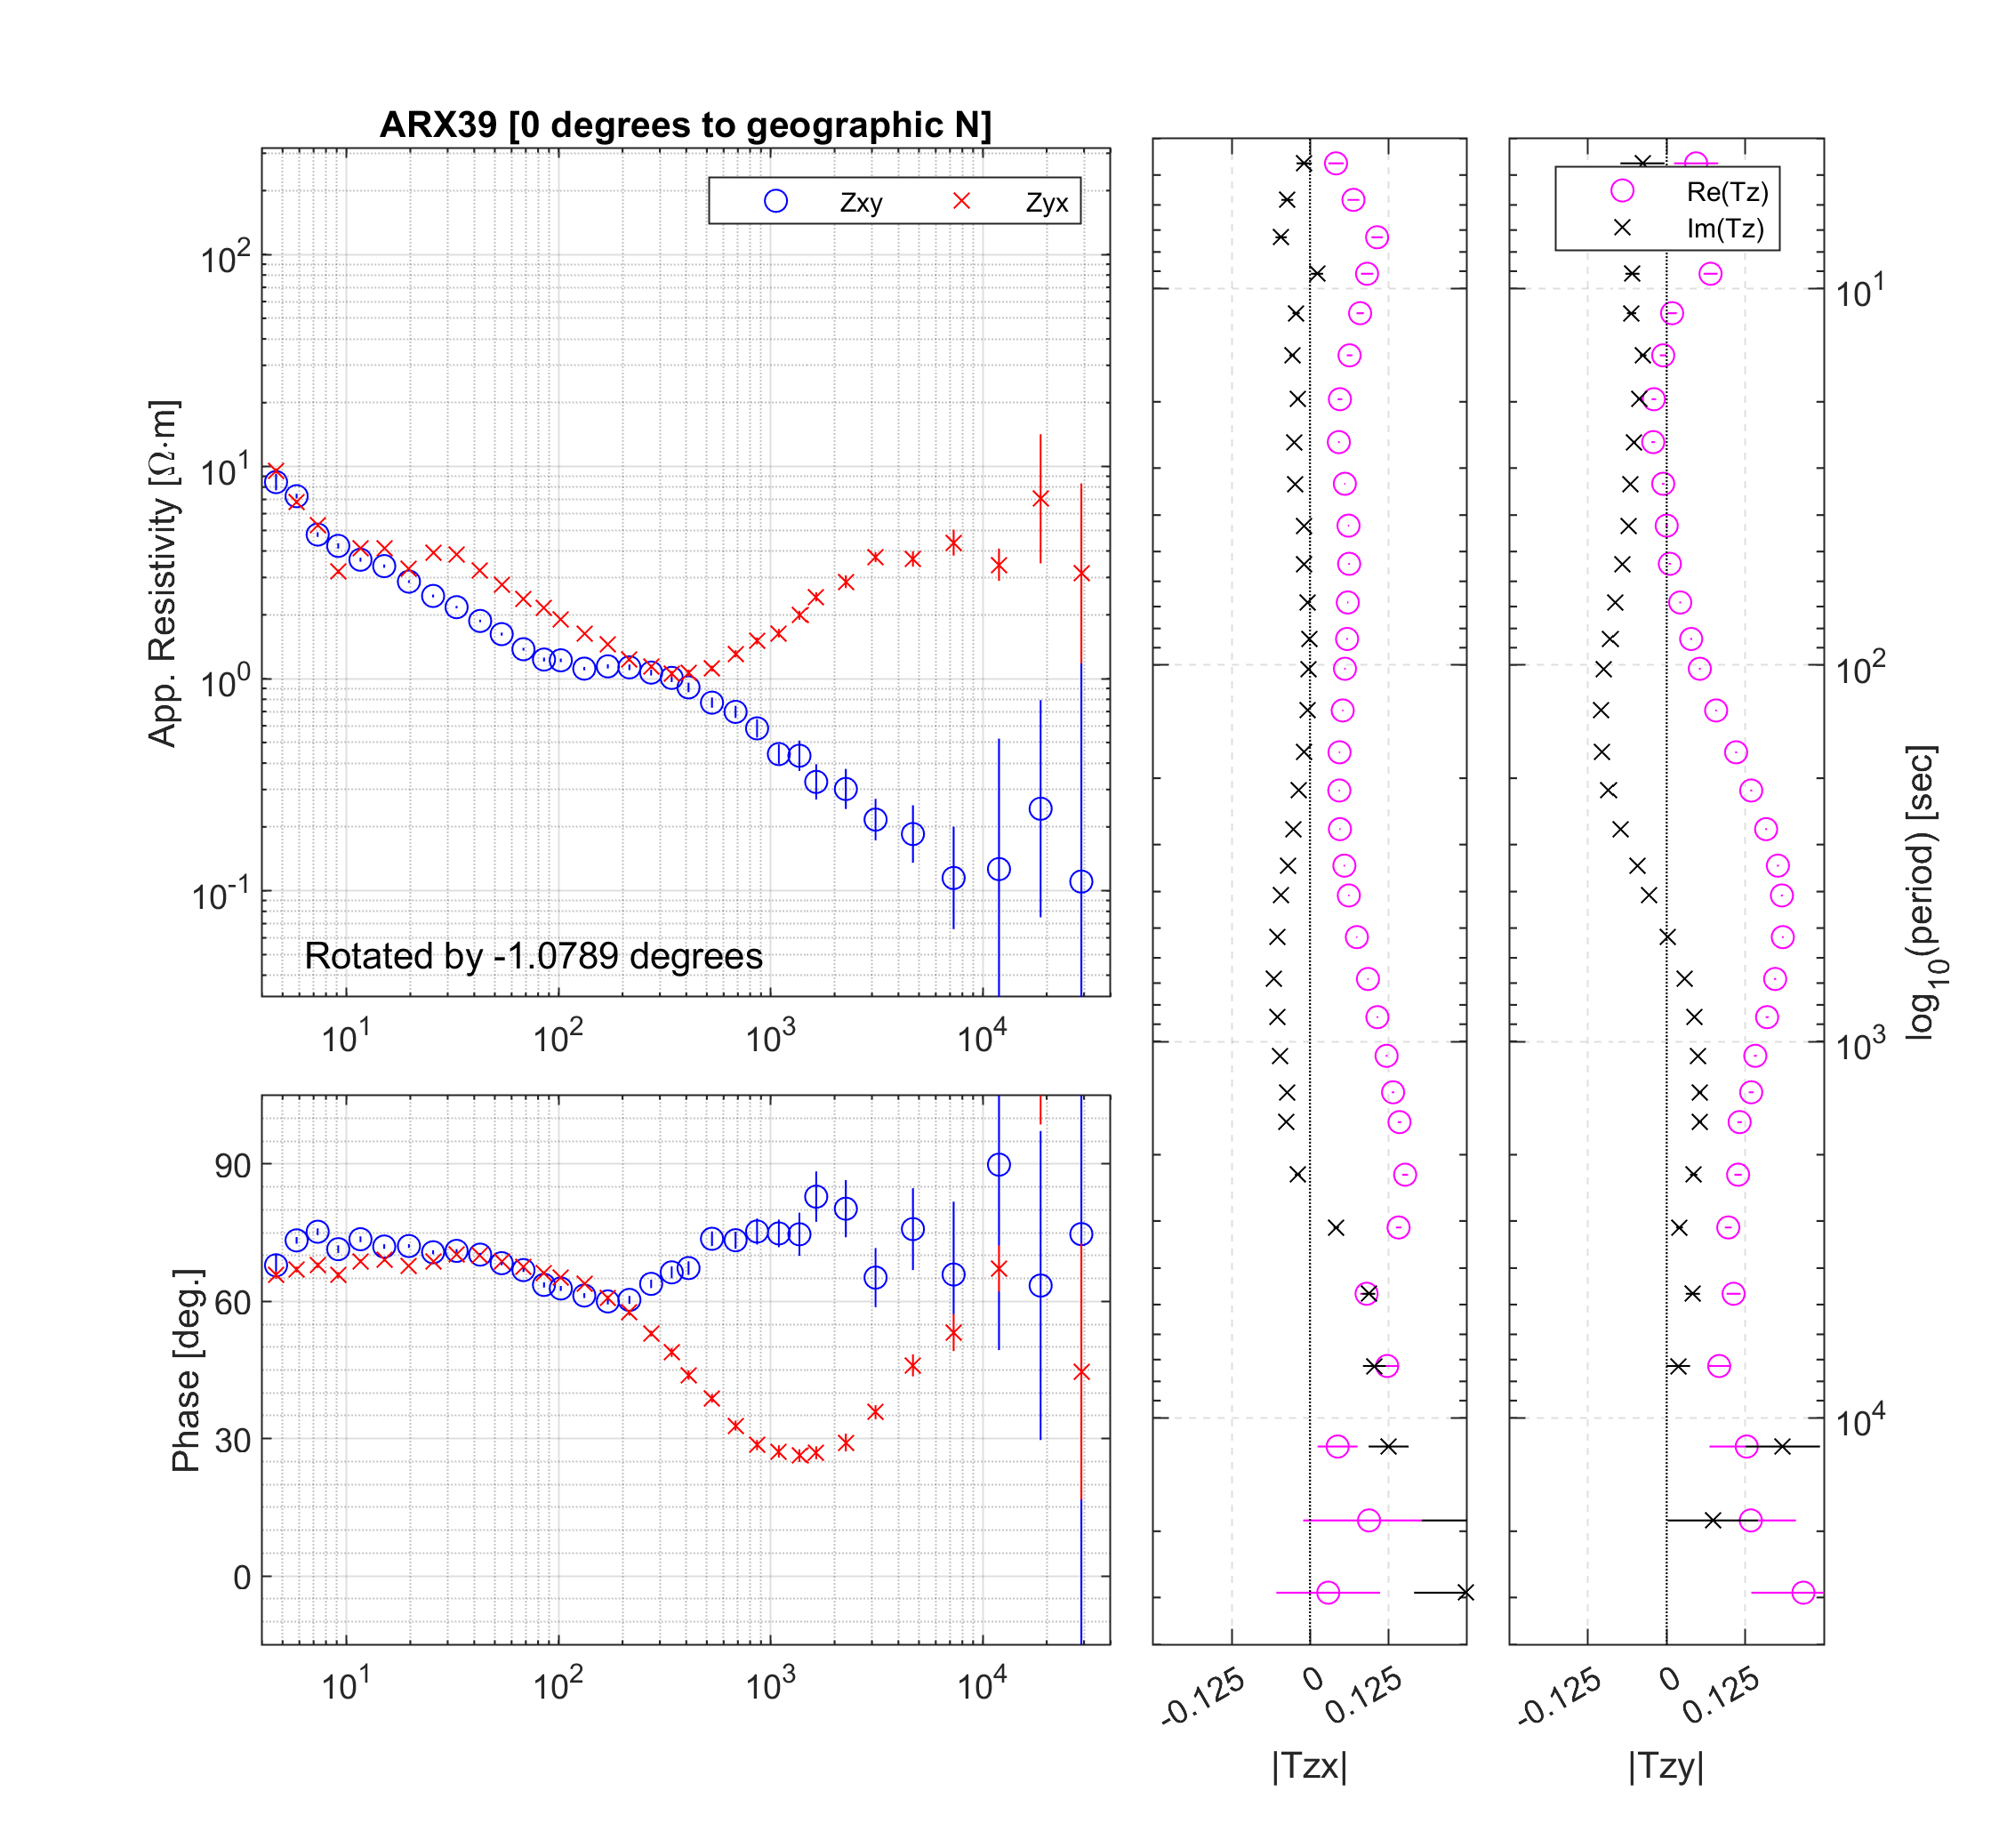 ARX39 [0 degrees to geographic N]
Zxy Zyx
App. Resistivity [Ω·m]
10^2
10^1
10^0
10^-1
Rotated by -1.0789 degrees
10^1 10^2 10^3 10^4
Phase [deg.]
90
60
30
0
10^1 10^2 10^3 10^4
-0.125 0 0.125
|Tzx|
Re(Tz)
Im(Tz)
-0.125 0 0.125
|Tzy|
10^1
10^2
10^3
10^4
log_10(period) [sec]